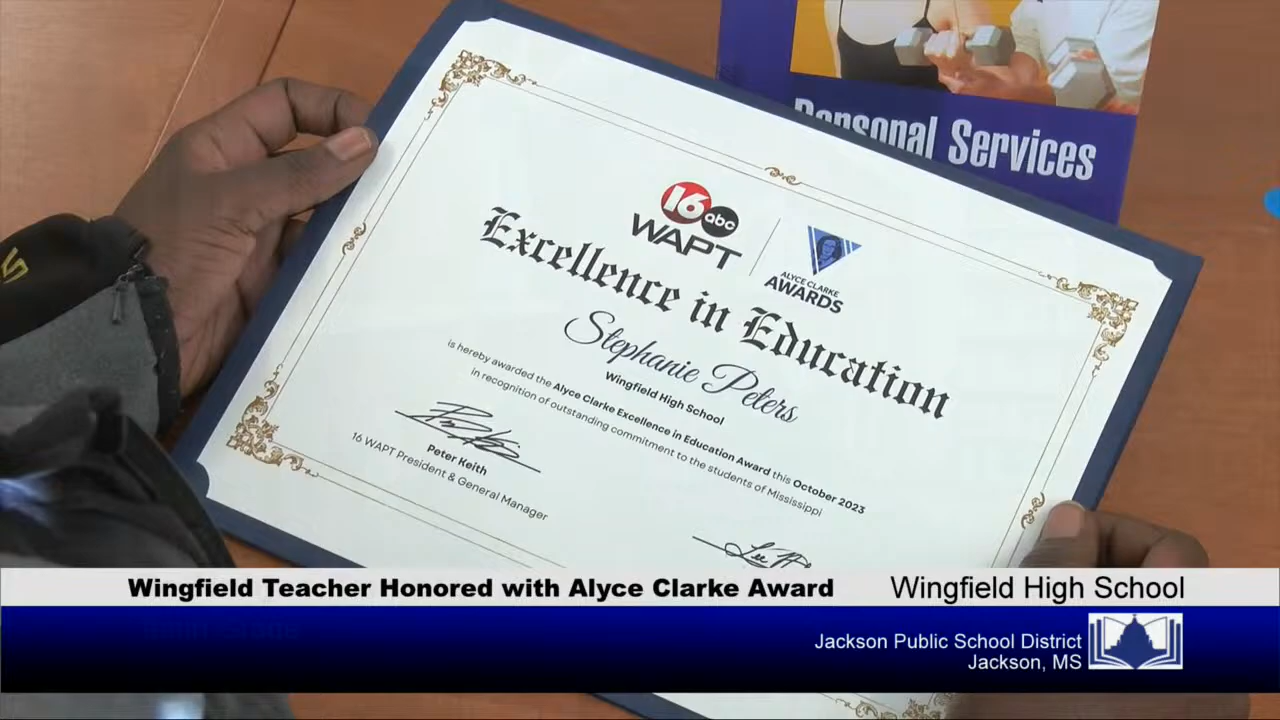 Personal Services
16 abc
WAPT
ALYCE CLARKE
AWARDS
Excellence in Education
Stephanie Peters
Wingfield High School
is hereby awarded the Alyce Clarke Excellence in Education Award this October 2023
in recognition of outstanding commitment to the students of Mississippi
Peter Keith
16 WAPT President & General Manager
Wingfield Teacher Honored with Alyce Clarke Award
Wingfield High School
Jackson Public School District
Jackson, MS